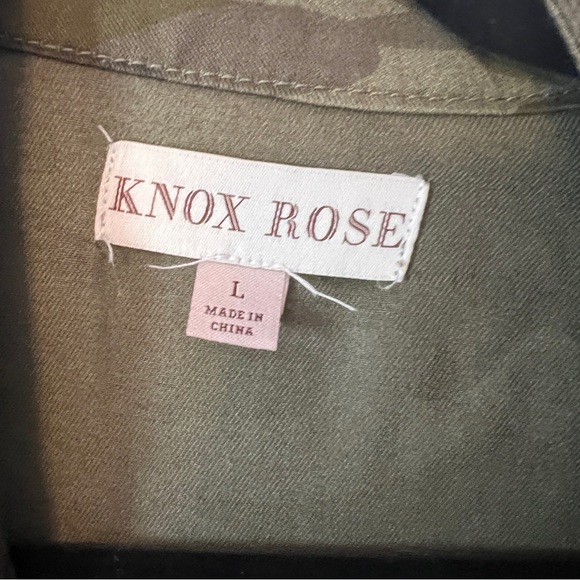 KNOX ROSE
L
MADE IN
CHINA